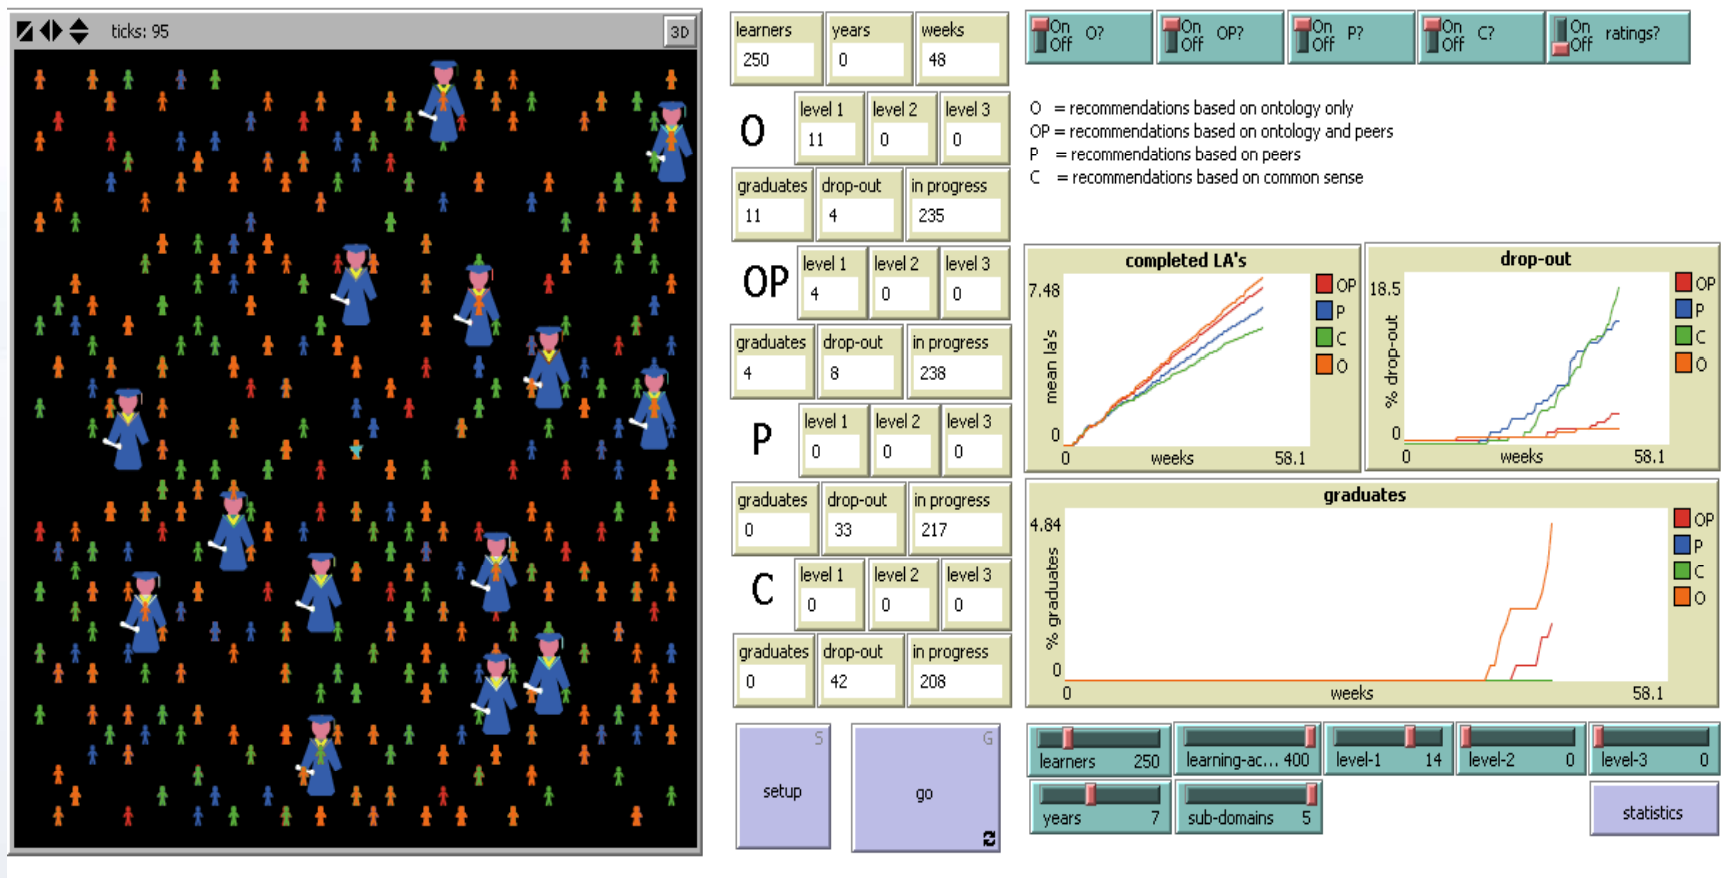 ticks: 95
3D
learners
250
years
0
weeks
48
O
level 1
11
level 2
0
level 3
0
graduates
11
drop-out
4
in progress
235
OP
level 1
4
level 2
0
level 3
0
graduates
4
drop-out
8
in progress
238
P
level 1
0
level 2
0
level 3
0
graduates
0
drop-out
33
in progress
217
C
level 1
0
level 2
0
level 3
0
graduates
0
drop-out
42
in progress
208
setup
S
go
G
On
Off
O?
On
Off
OP?
On
Off
P?
On
Off
C?
On
Off
ratings?
O = recommendations based on ontology only
OP = recommendations based on ontology and peers
P = recommendations based on peers
C = recommendations based on common sense
completed LA's
7.48
mean la's
0
0
weeks
58.1
OP
P
C
O
drop-out
18.5
% drop-out
0
0
weeks
58.1
OP
P
C
O
graduates
4.84
% graduates
0
0
weeks
58.1
OP
P
C
O
learners 250
learning-ac... 400
level-1 14
level-2 0
level-3 0
years 7
sub-domains 5
statistics